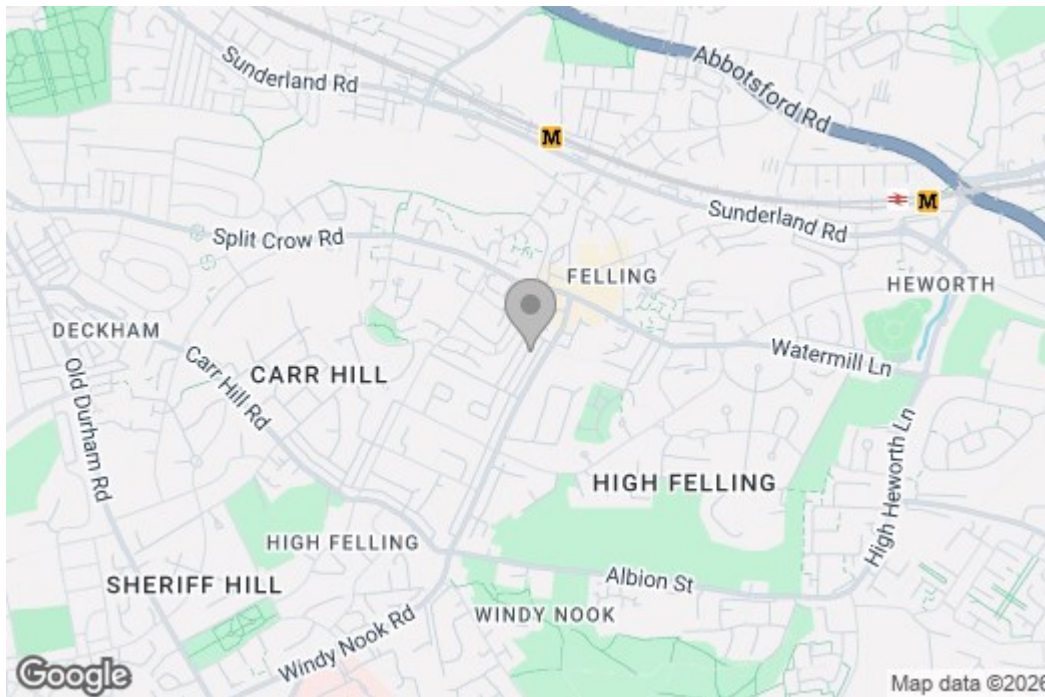 Sunderland Rd
Abbotsford Rd
M
M
Sunderland Rd
Split Crow Rd
FELLING
HEWORTH
DECKHAM
Watermill Ln
CARR HILL
Carr Hill Rd
Old Durham Rd
HIGH FELLING
High Heworth Ln
HIGH FELLING
SHERIFF HILL
Albion St
WINDY NOOK
Windy Nook Rd
Google
Map data ©2026